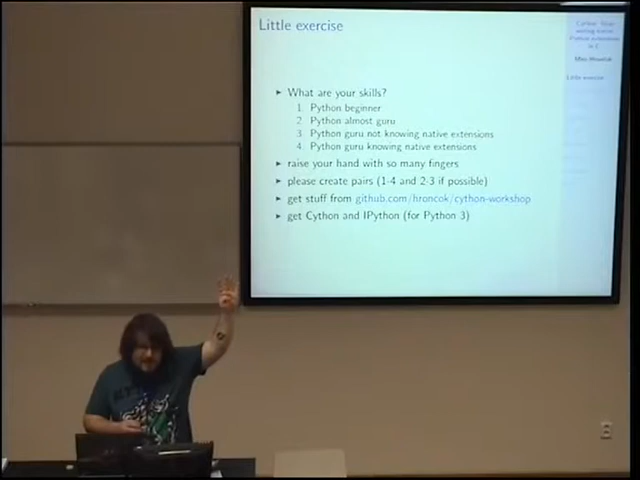 Little exercise
▸ What are your skills?
1 Python beginner
2 Python almost guru
3 Python guru not knowing native extensions
4 Python guru knowing native extensions
▸ raise your hand with so many fingers
▸ please create pairs (1-4 and 2-3 if possible)
▸ get stuff from github.com/hroncok/cython-workshop
▸ get Cython and IPython (for Python 3)
Little exercise